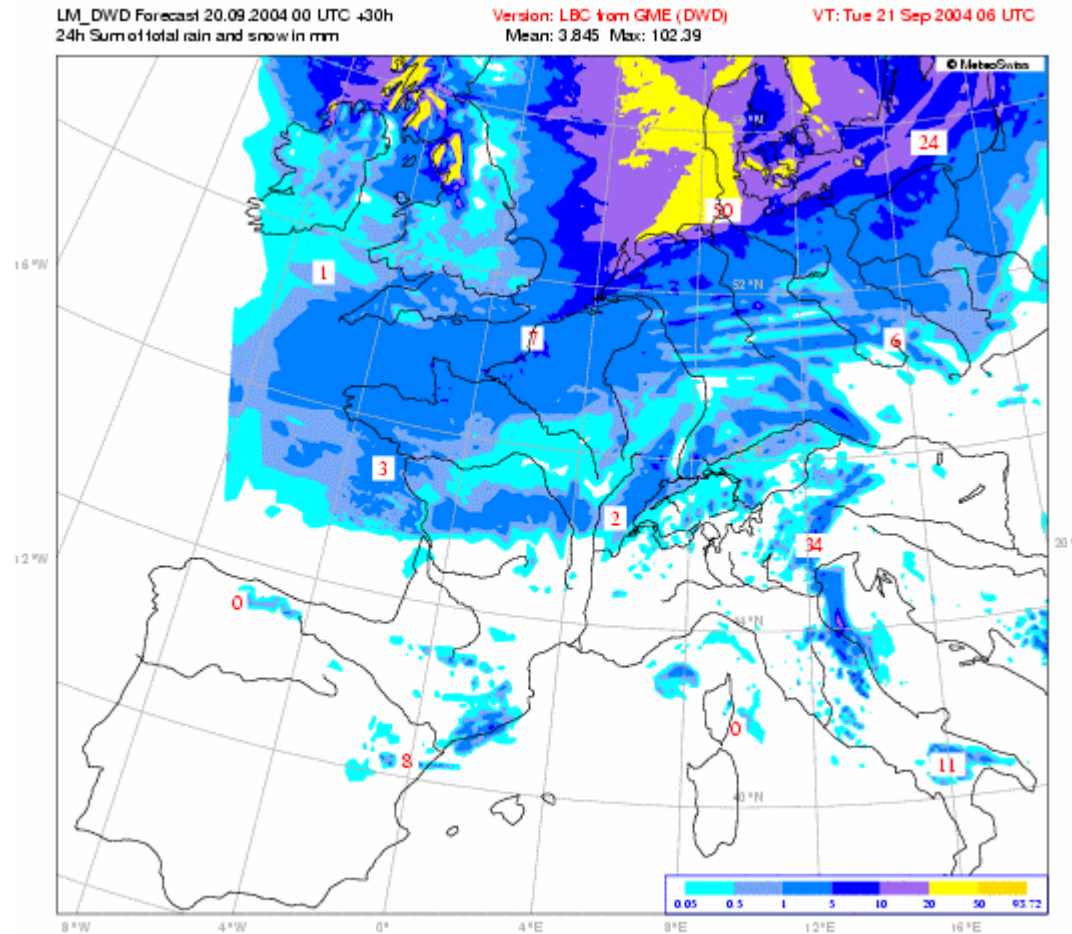 LM_DWD Forecast 20.09.2004 00 UTC +30h Version: LBC from GME (DWD) VT: Tue 21 Sep 2004 06 UTC
24h Sum of total rain and snow in mm Mean: 3.845 Max: 102.39
© MeteoSwiss
56°N
24
50
16°W
1
52°N
7
6
3
2
34
12°W
20
0
44°N
0
8
11
40°N
0.05 0.5 1 5 10 20 50 93.72
8°W 4°W 0°E 4°E 8°E 12°E 16°E